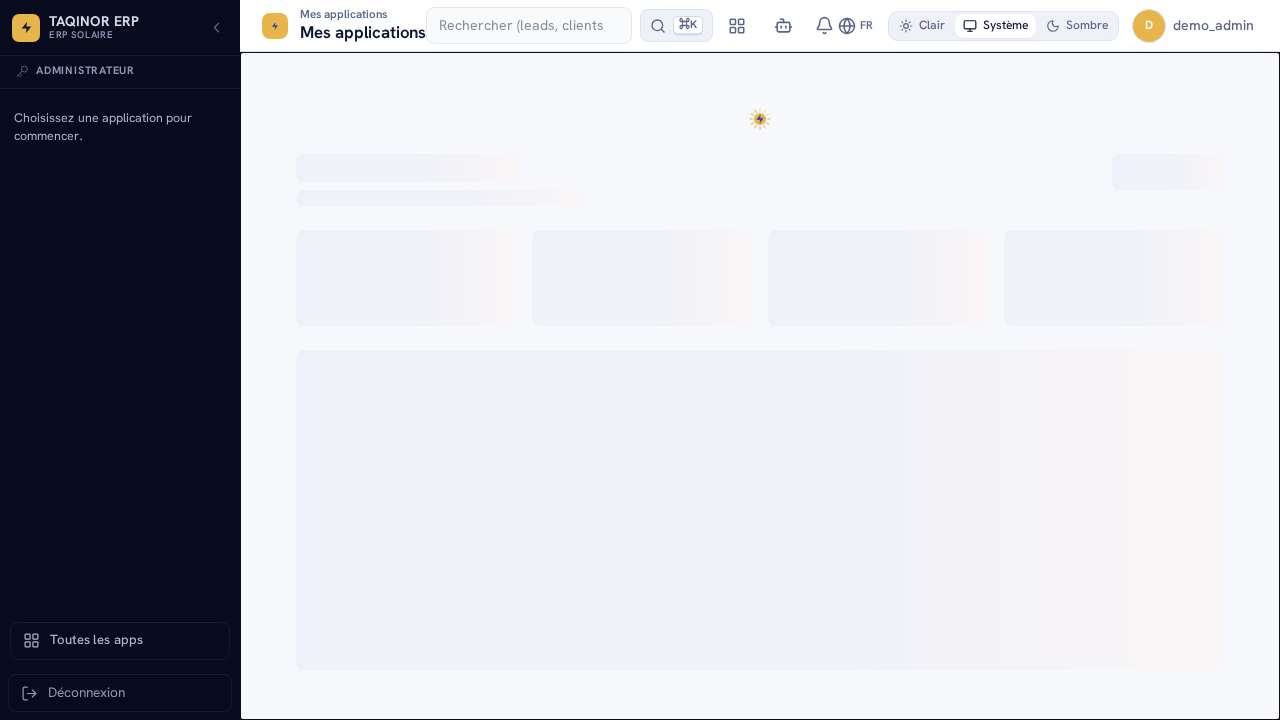 TAQINOR ERP
ERP SOLAIRE
ADMINISTRATEUR
Choisissez une application pour
commencer.
Toutes les apps
Déconnexion
Mes applications
Mes applications
Rechercher (leads, clients
⌘K
FR
Clair
Système
Sombre
D
demo_admin